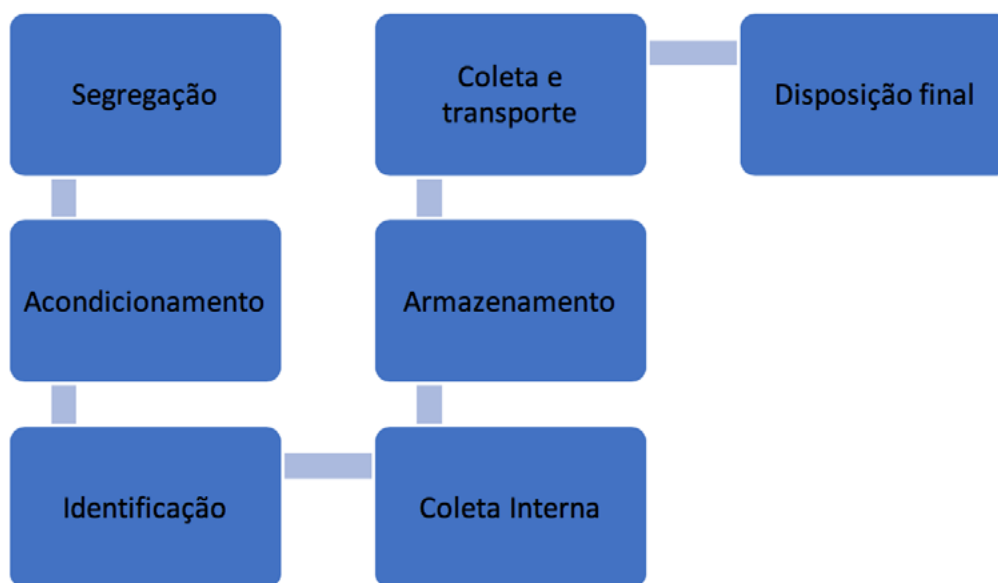 Segregação
Acondicionamento
Identificação
Coleta Interna
Armazenamento
Coleta e
transporte
Disposição final